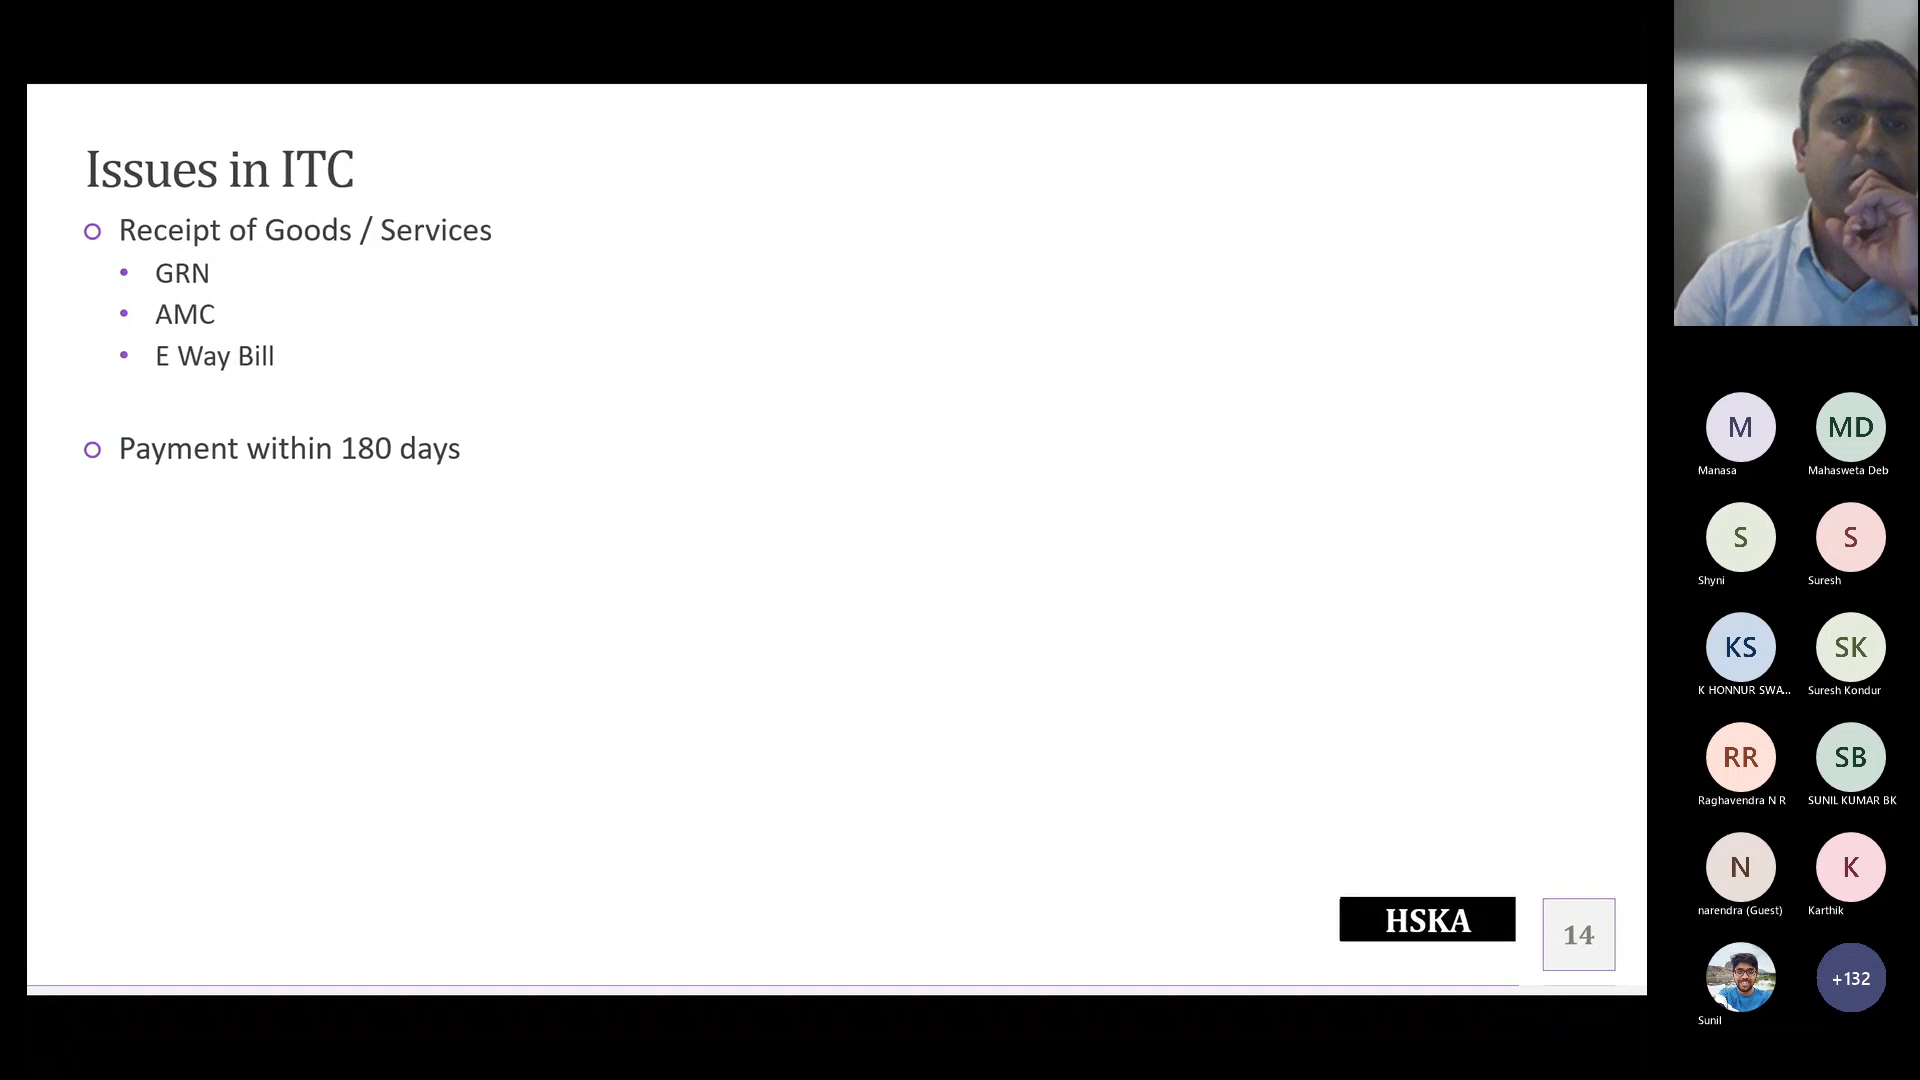 Issues in ITC
Receipt of Goods / Services
GRN
AMC
E Way Bill
Payment within 180 days
HSKA
14
M
MD
Manasa
Mahasweta Deb
S
S
Shyni
Suresh
KS
SK
K HONNUR SWA...
Suresh Kondur
RR
SB
Raghavendra N R
SUNIL KUMAR BK
N
K
narendra (Guest)
Karthik
+132
Sunil